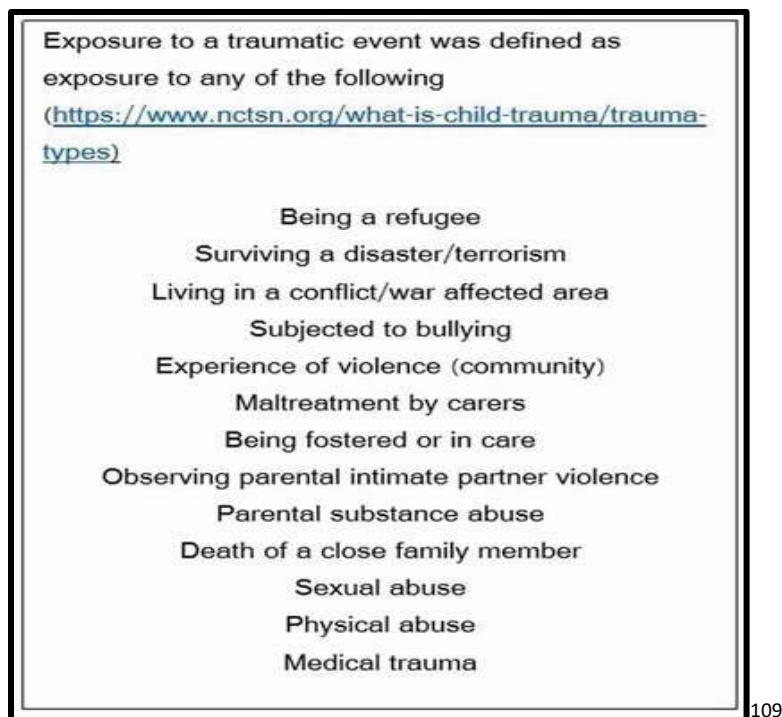 Exposure to a traumatic event was defined as
exposure to any of the following
(https://www.nctsn.org/what-is-child-trauma/trauma-
types)
Being a refugee
Surviving a disaster/terrorism
Living in a conflict/war affected area
Subjected to bullying
Experience of violence (community)
Maltreatment by carers
Being fostered or in care
Observing parental intimate partner violence
Parental substance abuse
Death of a close family member
Sexual abuse
Physical abuse
Medical trauma
109